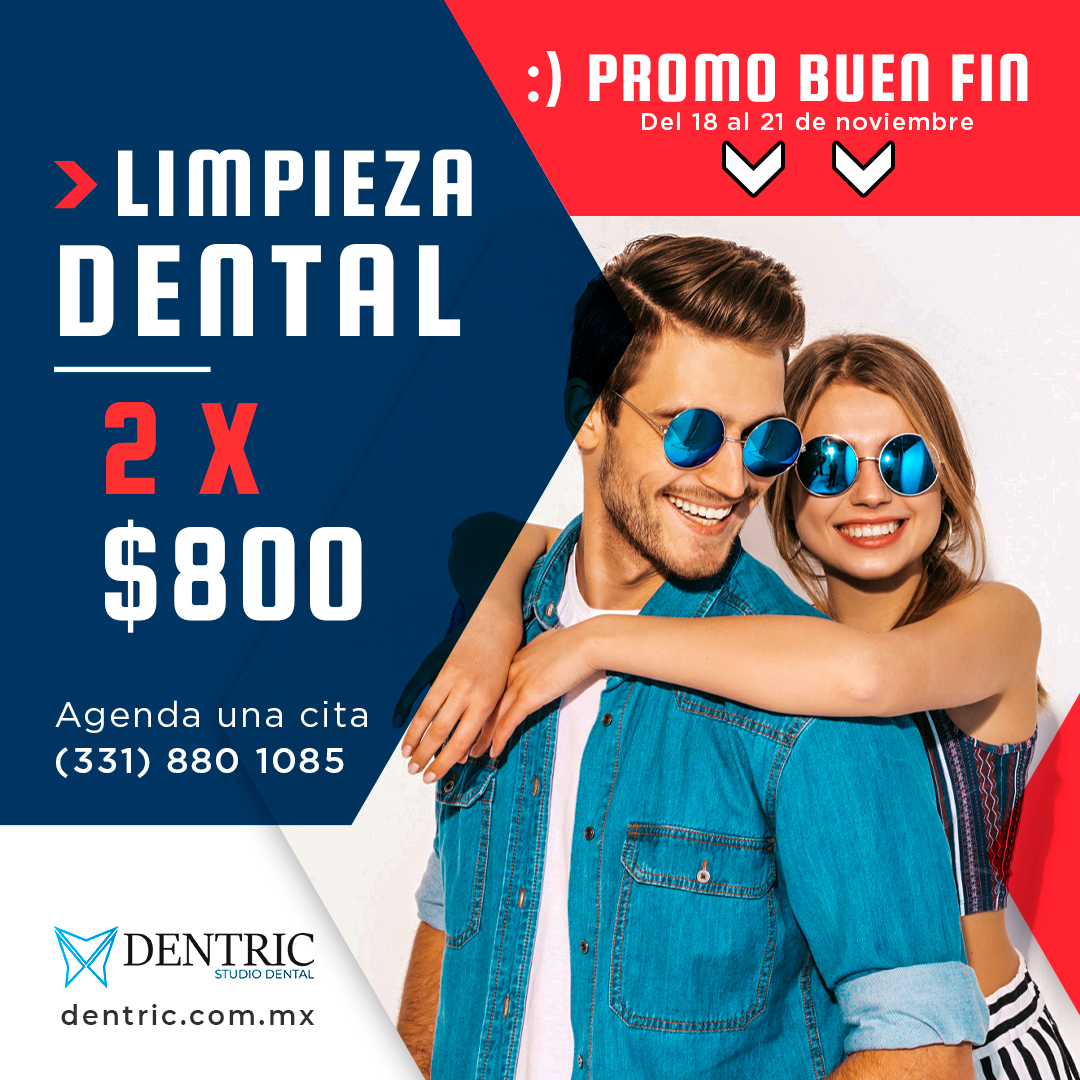 :) PROMO BUEN FIN
Del 18 al 21 de noviembre
> LIMPIEZA
DENTAL
2 X
$800
Agenda una cita
(331) 880 1085
DENTRIC
STUDIO DENTAL
dentric.com.mx